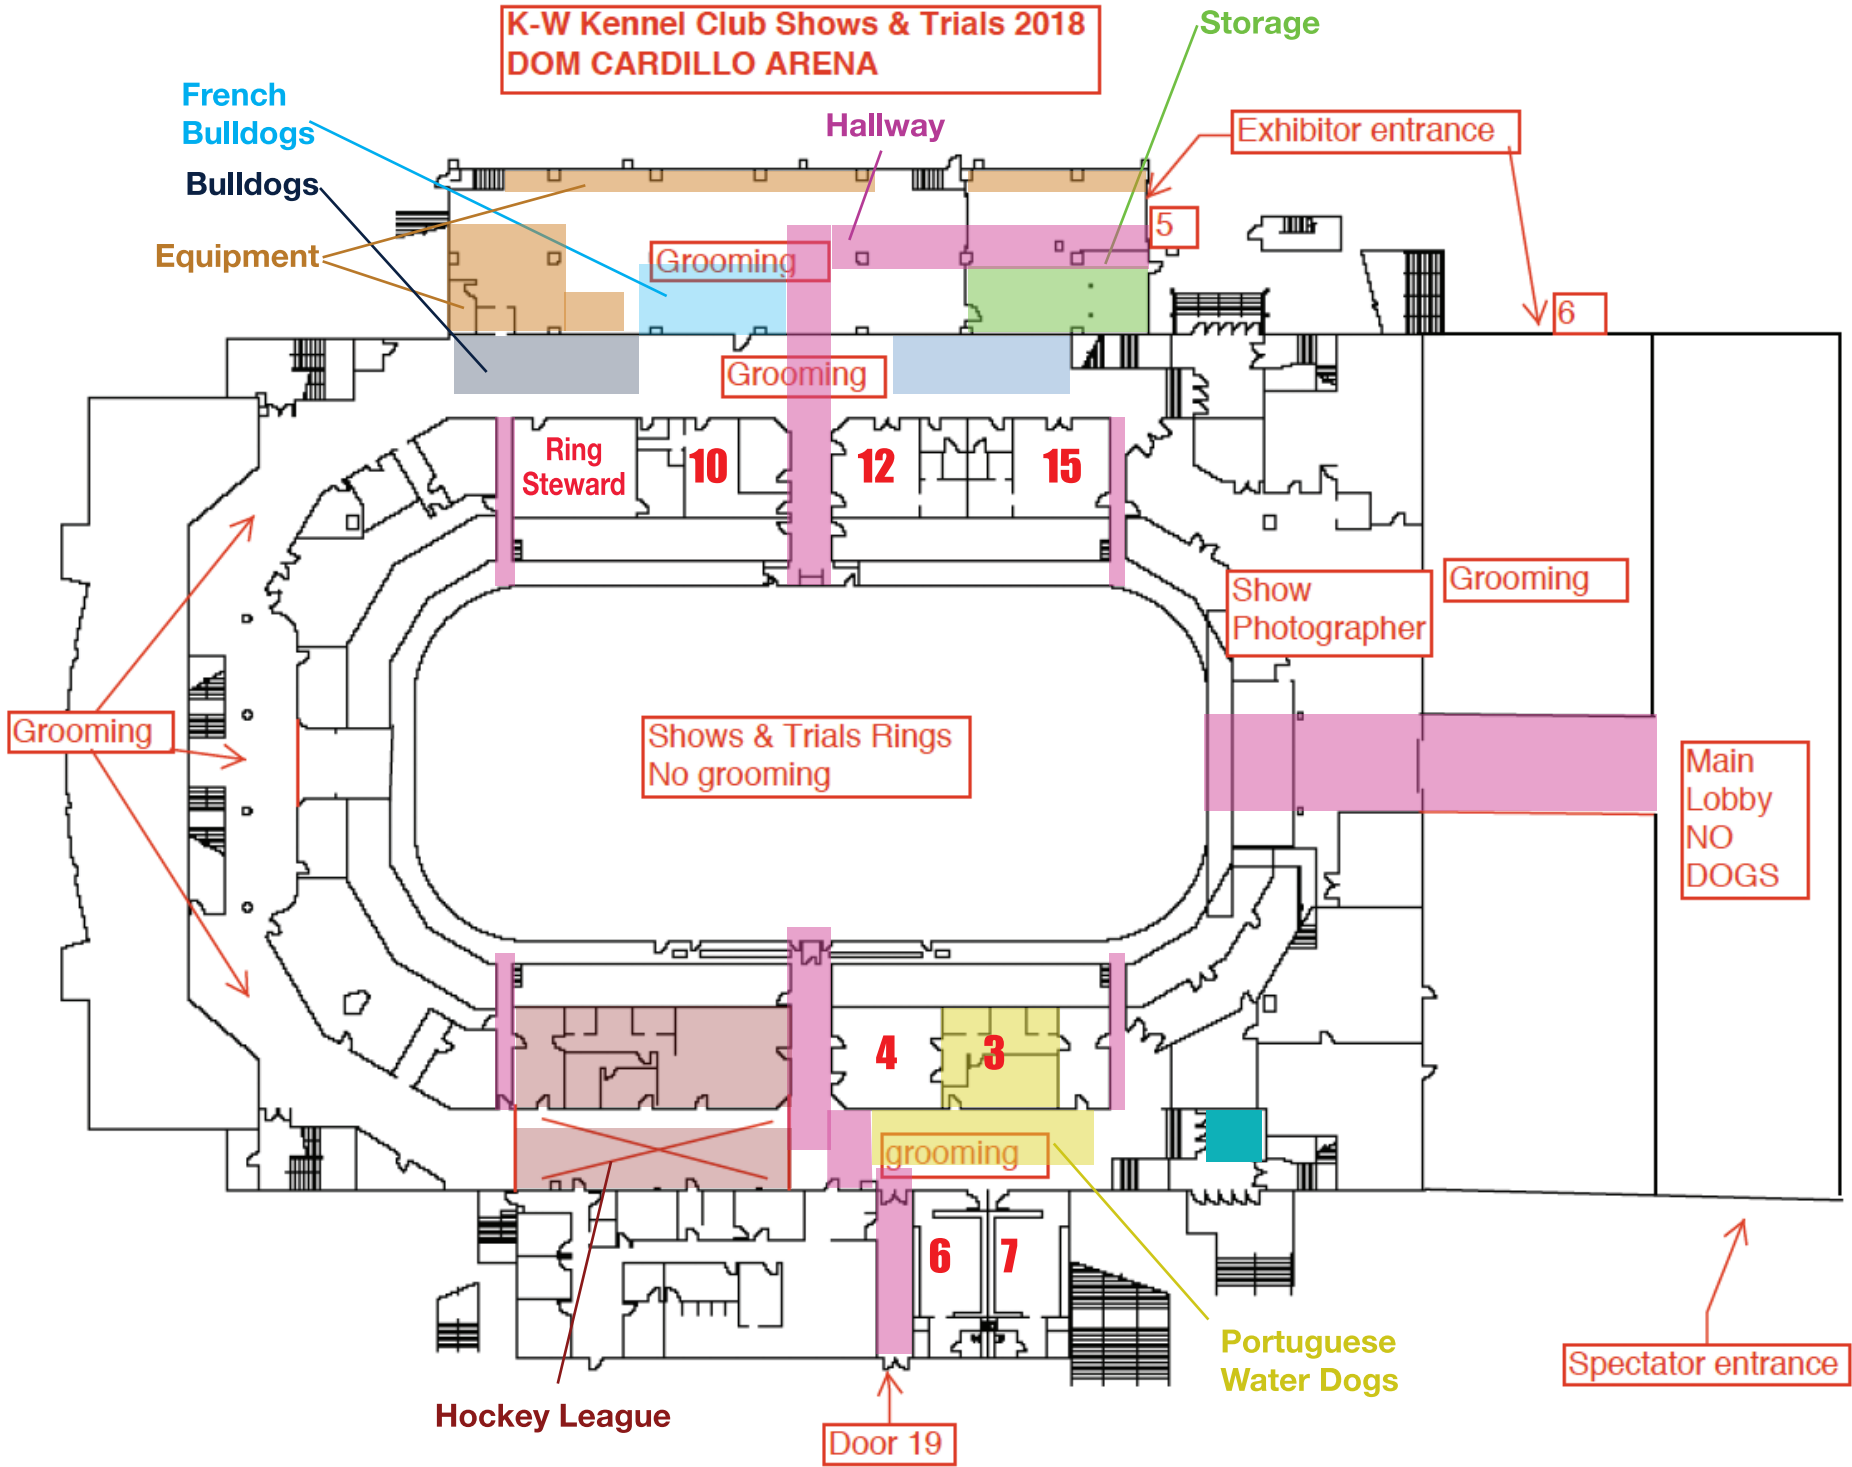 K-W Kennel Club Shows & Trials 2018
DOM CARDILLO ARENA
Storage
French
Bulldogs
Hallway
Exhibitor entrance
Bulldogs
5
Equipment
Grooming
6
Grooming
Ring
Steward
10
12
15
Grooming
Show
Photographer
Grooming
Shows & Trials Rings
No grooming
Main
Lobby
NO
DOGS
4
3
grooming
6
7
Portuguese
Water Dogs
Spectator entrance
Hockey League
Door 19